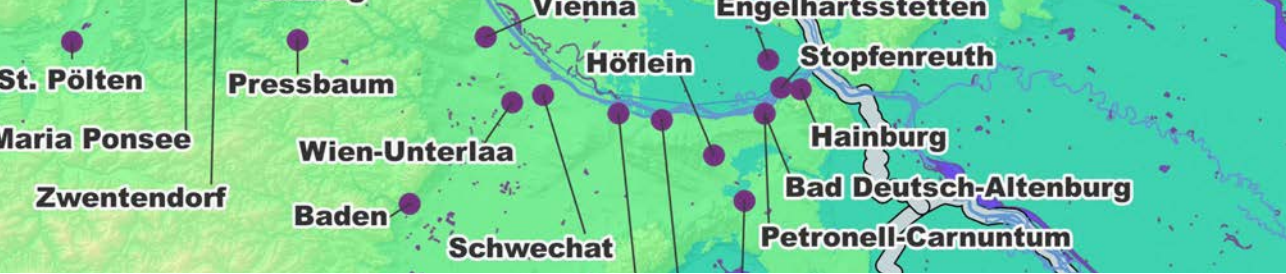 Vienna
Engelhartsstetten
Höflein
Stopfenreuth
St. Pölten
Pressbaum
Maria Ponsee
Wien-Unterlaa
Hainburg
Zwentendorf
Bad Deutsch-Altenburg
Baden
Schwechat
Petronell-Carnuntum